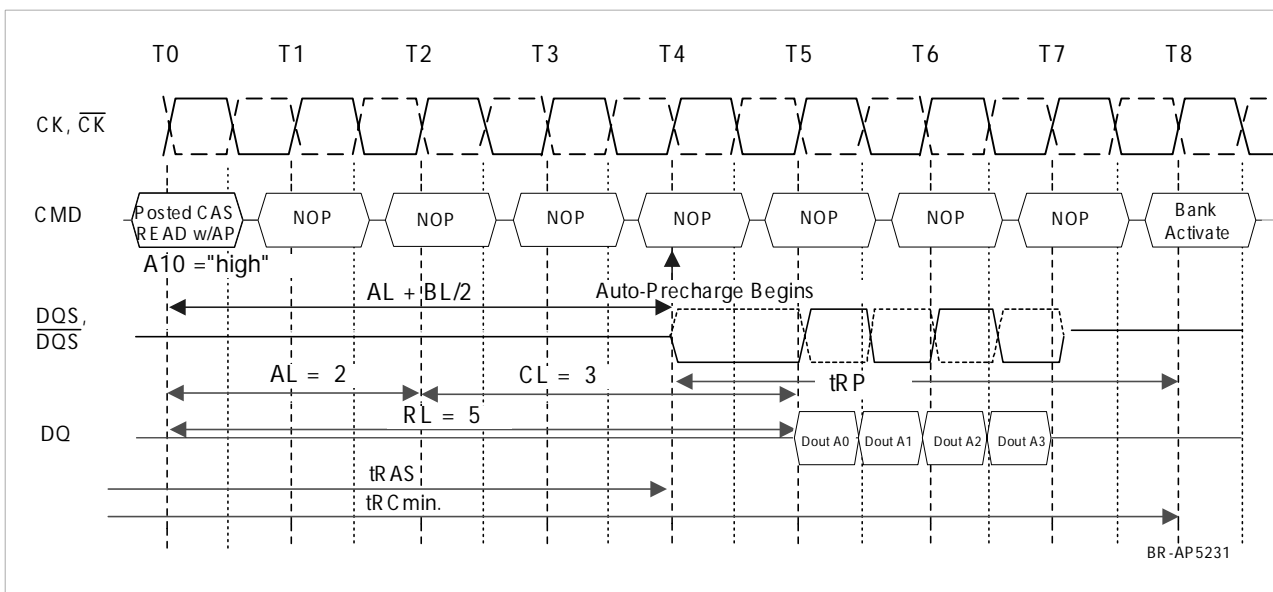 T0 T1 T2 T3 T4 T5 T6 T7 T8
CK, CK
CMD
Posted CAS
READ w/AP
NOP NOP NOP NOP NOP NOP NOP
Bank
Activate
A10 ="high"
AL + BL/2
Auto-Precharge Begins
DQS,
DQS
AL = 2
CL = 3
tRP
RL = 5
DQ
Dout A0 Dout A1 Dout A2 Dout A3
tRAS
tRCmin.
BR-AP5231